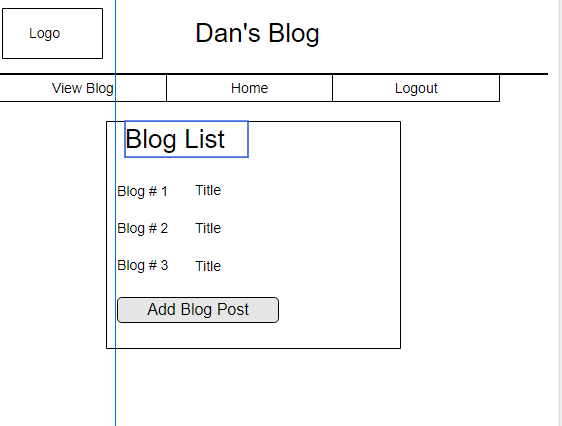 Logo
Dan's Blog
View Blog Home Logout
Blog List
Blog # 1 Title
Blog # 2 Title
Blog # 3 Title
Add Blog Post